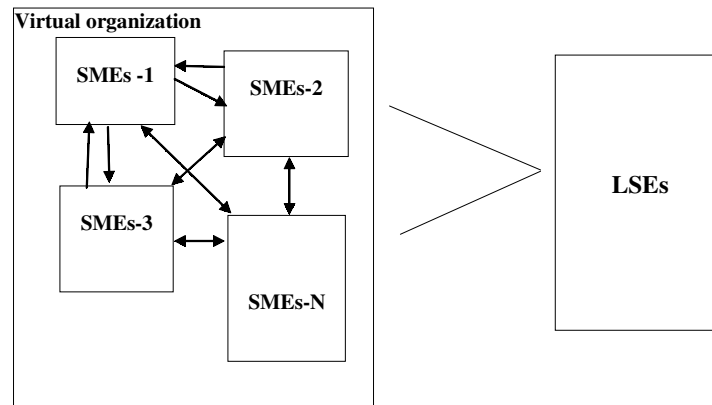 Virtual organization
SMEs -1
SMEs-2
SMEs-3
SMEs-N
LSEs